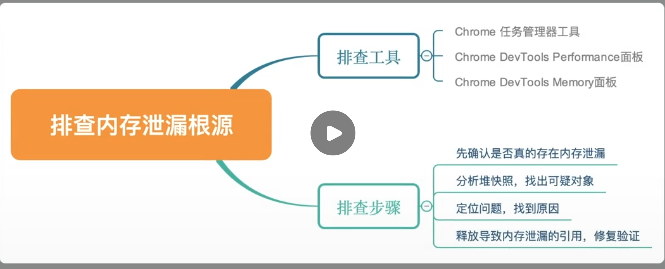 排查内存泄漏根源
排查工具
Chrome 任务管理器工具
Chrome DevTools Performance面板
Chrome DevTools Memory面板
排查步骤
先确认是否真的存在内存泄漏
分析堆快照，找出可疑对象
定位问题，找到原因
释放导致内存泄漏的引用，修复验证